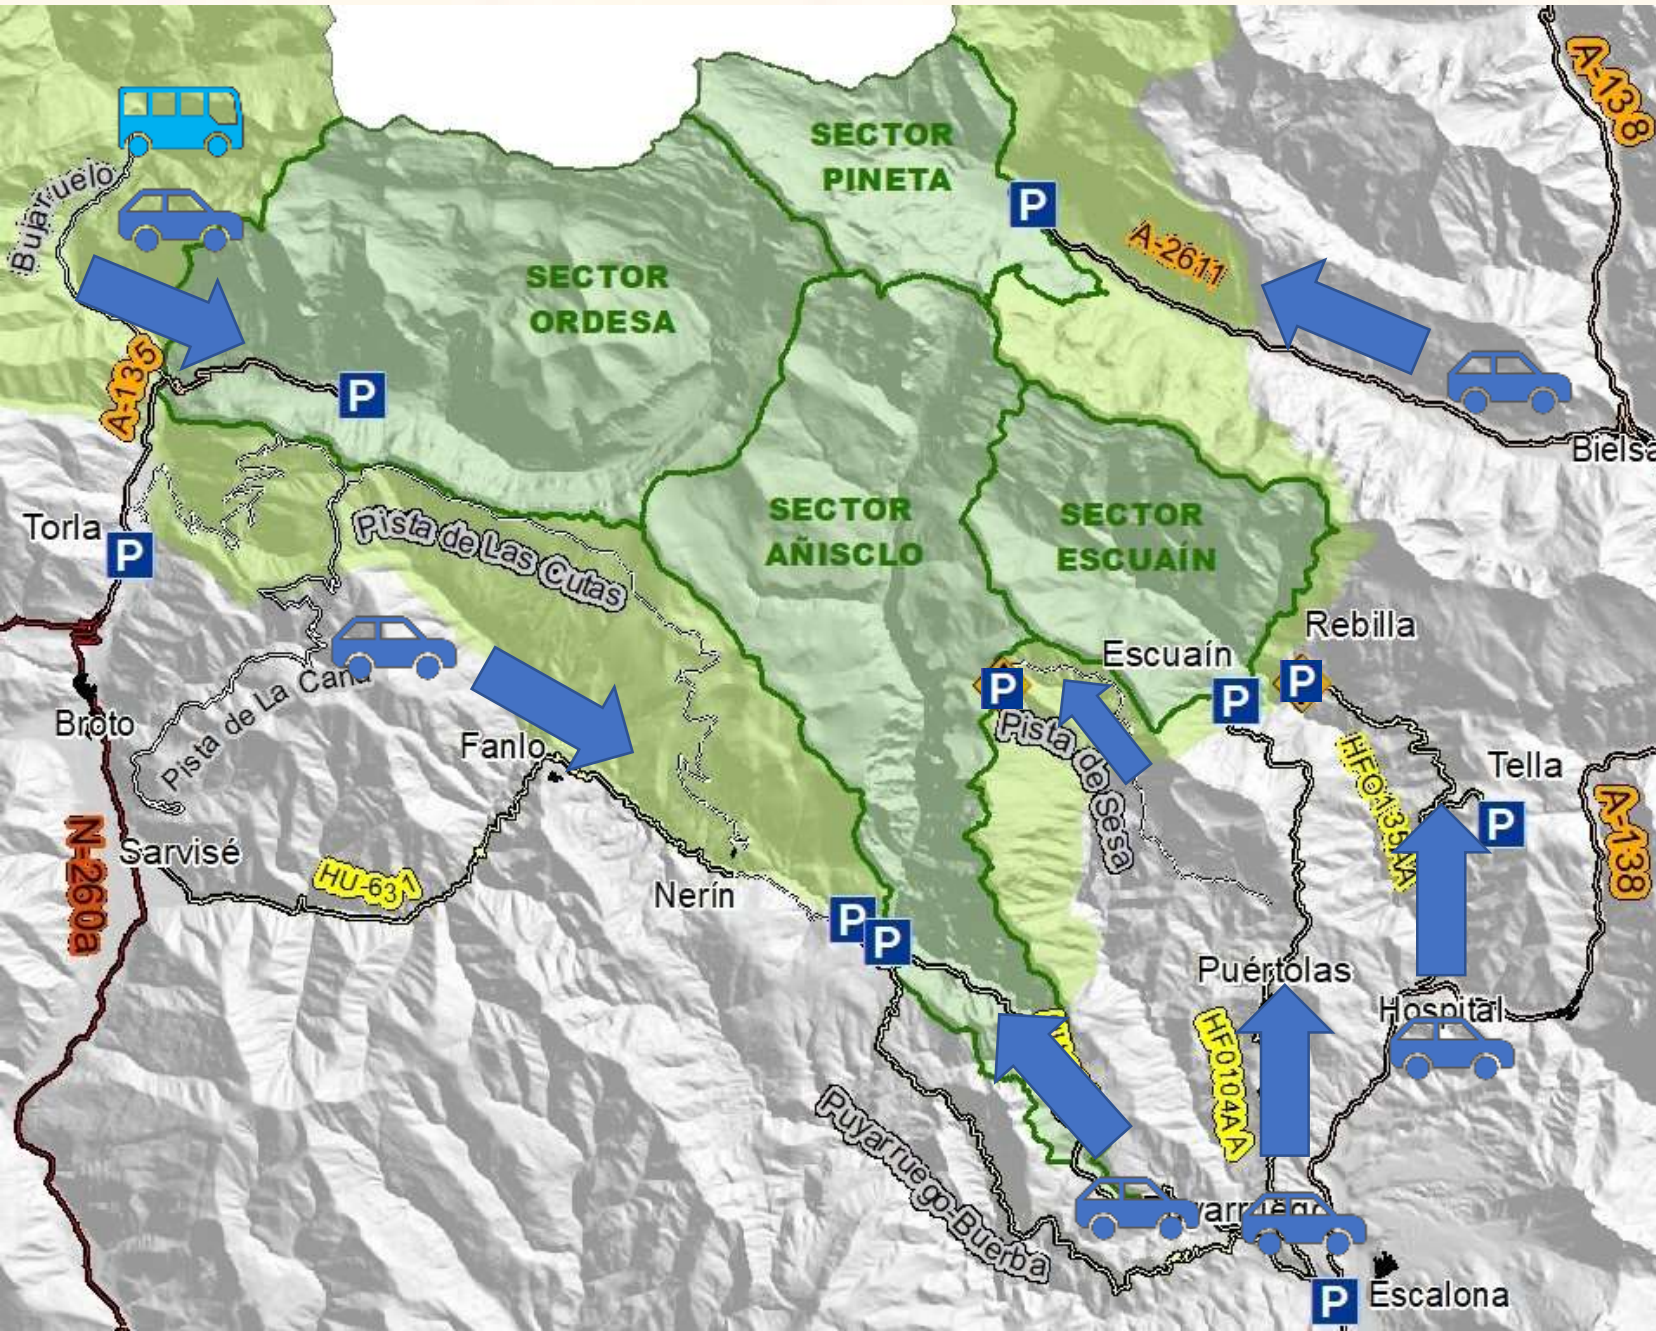 A-138
SECTOR
PINETA
Bujaruelo
P
A-2611
SECTOR
ORDESA
A-135
P
Bielsa
Torla
P
Pista de Las Cutas
SECTOR
AÑISCLO
SECTOR
ESCUAÍN
Rebilla
Escuaín
P
P
P
Pista de La Cana
Broto
Fanlo
Pista de Sesa
HF0135AA
Tella
P
A-138
N-260a
Sarvisé
HU-631
Nerín
P
P
Puértolas
Hospital
HF0104AA
Puyarruego-Buerba
P
Escalona